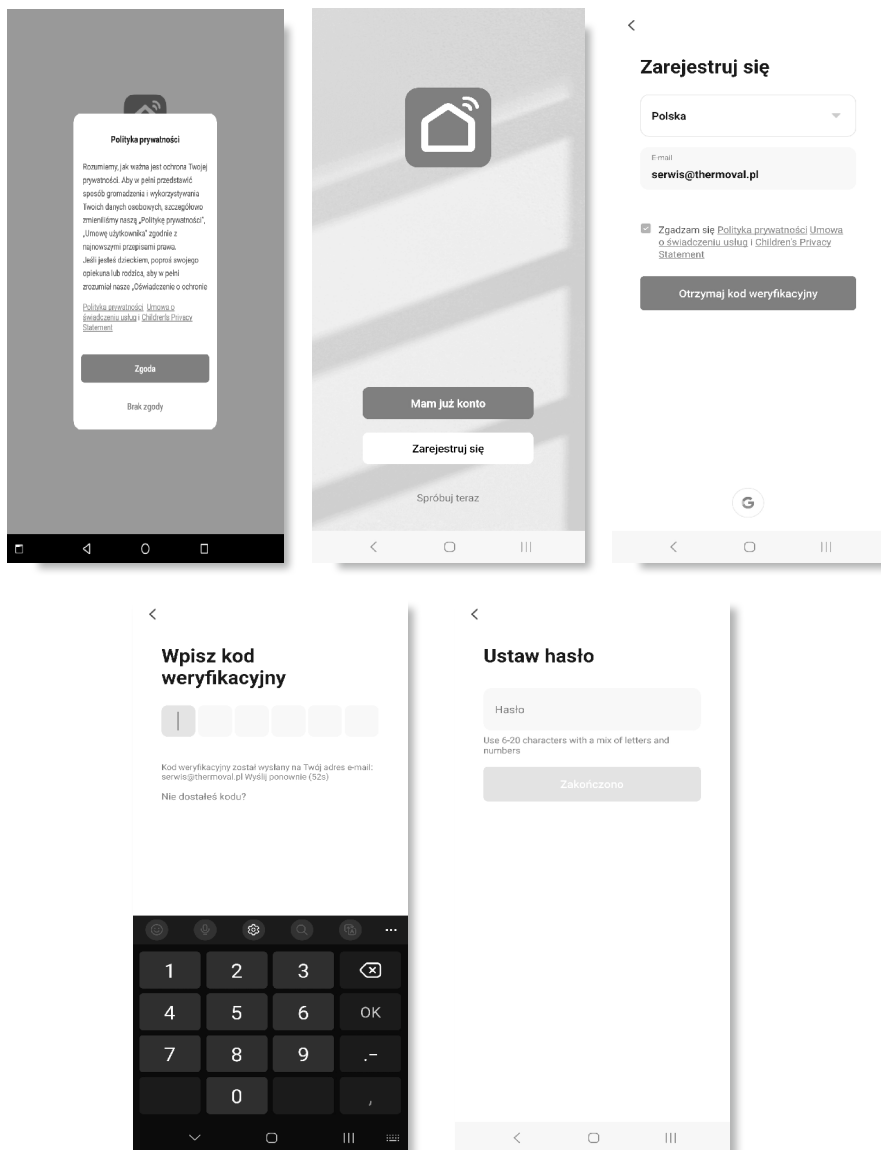 Polityka prywatności
Rozumiemy, jak ważna jest ochrona Twojej
prywatności. Aby w pełni przedstawić
sposób gromadzenia i wykorzystywania
Twoich danych osobowych, szczegółowo
zmieniliśmy naszą „Politykę prywatności",
„Umowę użytkownika" zgodnie z
najnowszymi przepisami prawa.
Jeśli jesteś dzieckiem, poproś swojego
opiekuna lub rodzica, aby w pełni
zrozumiał nasze „Oświadczenie o ochronie
Polityka prywatności Umowa o
świadczeniu usług i Children's Privacy
Statement
Zgoda
Brak zgody
Mam już konto
Zarejestruj się
Spróbuj teraz
Zarejestruj się
Polska
E-mail
serwis@thermoval.pl
Zgadzam się Polityka prywatności Umowa
o świadczeniu usług i Children's Privacy
Statement
Otrzymaj kod weryfikacyjny
G
Wpisz kod
weryfikacyjny
Kod weryfikacyjny został wysłany na Twój adres e-mail:
serwis@thermoval.pl Wyślij ponownie (52s)
Nie dostałeś kodu?
1 2 3
4 5 6 OK
7 8 9 .-
0 ,
Ustaw hasło
Hasło
Use 6-20 characters with a mix of letters and
numbers
Zakończono